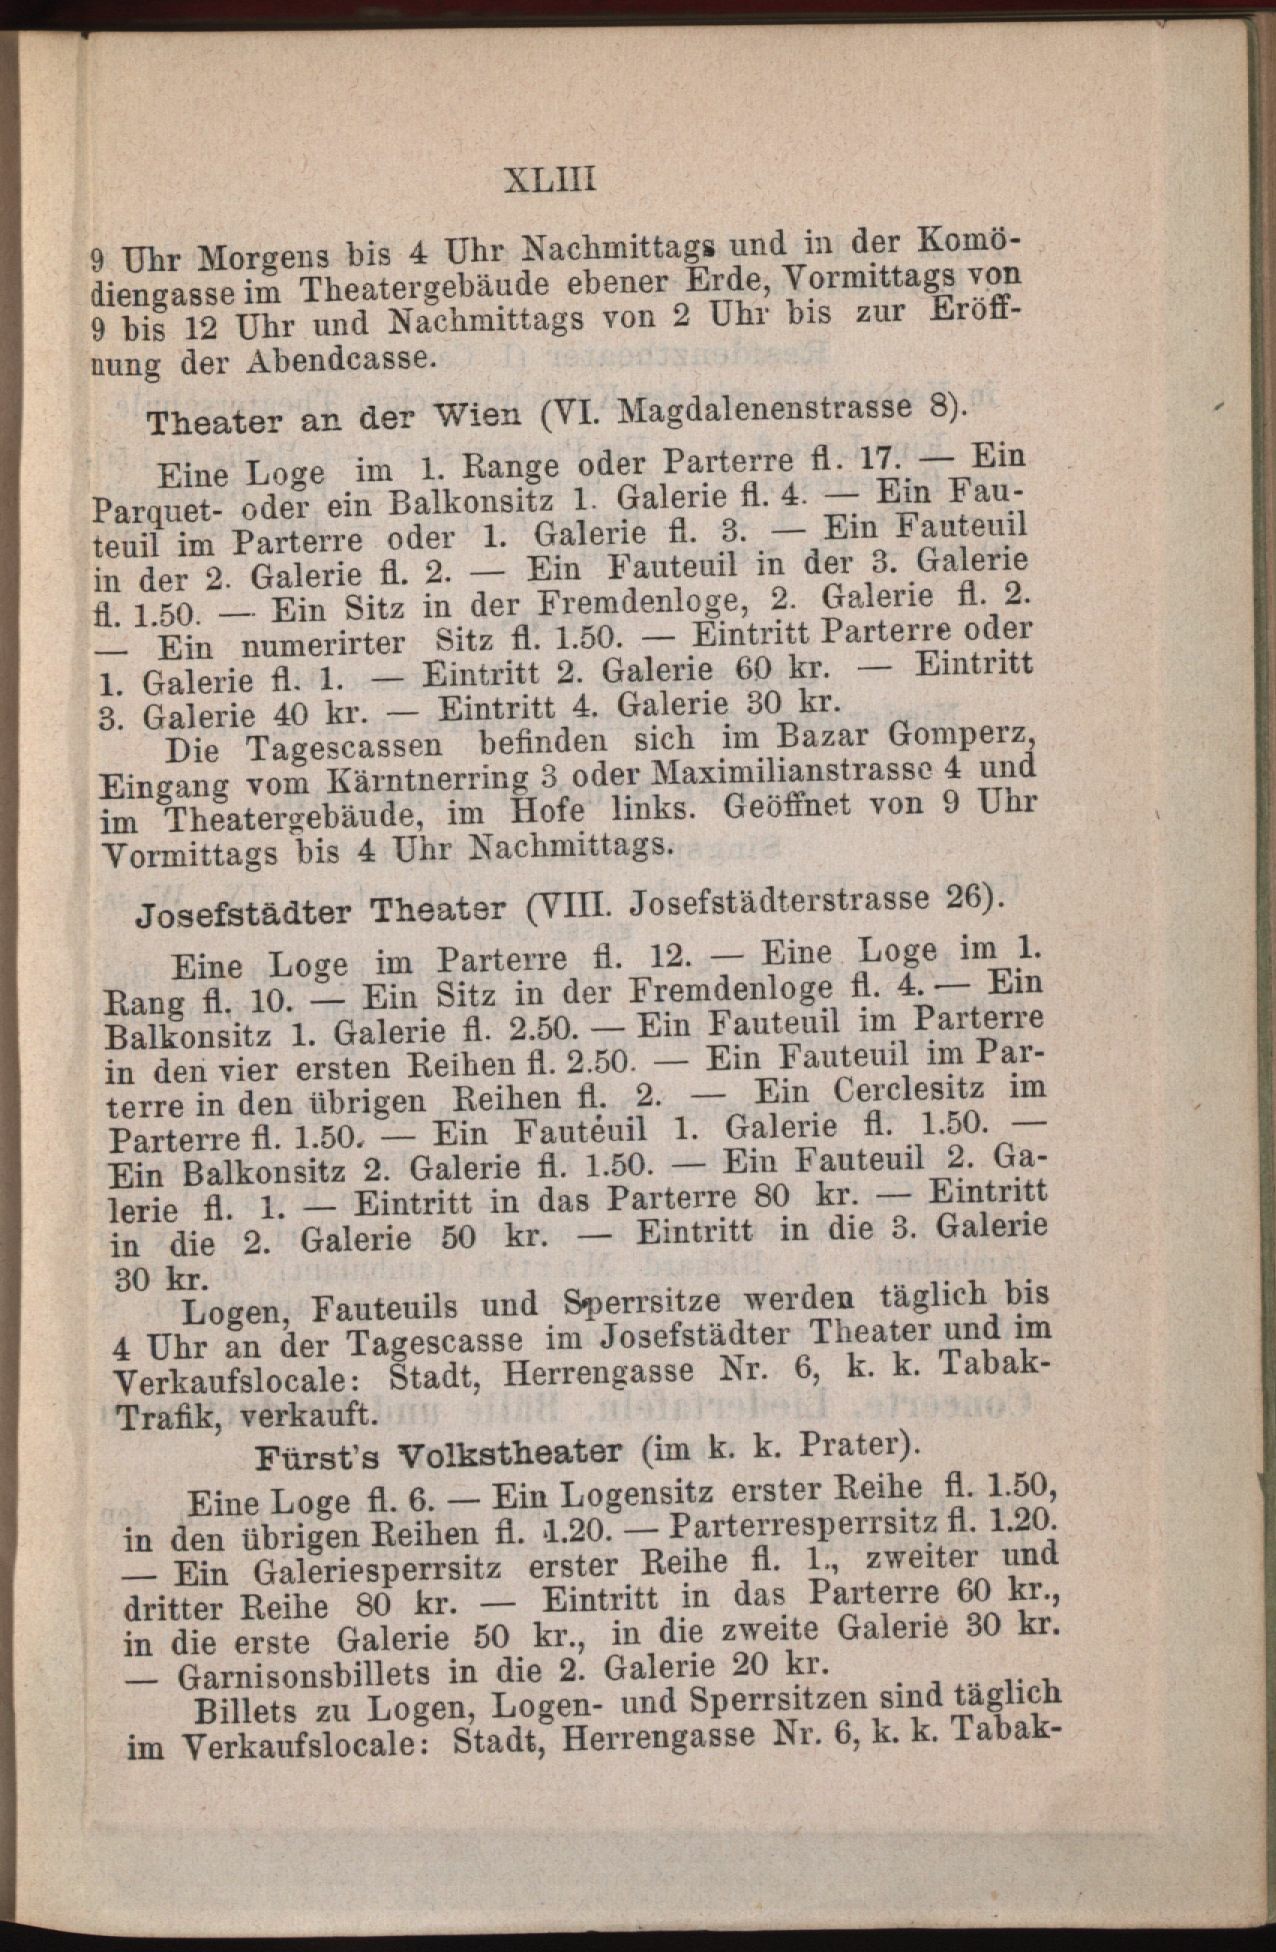 XLIII
9 Uhr Morgens bis 4 Uhr Nachmittags und in der Komö-
diengasse im Theatergebäude ebener Erde, Vormittags von
9 bis 12 Uhr und Nachmittags von 2 Uhr bis zur Eröff-
nung der Abendcasse.
Theater an der Wien (VI. Magdalenenstrasse 8).
Eine Loge im 1. Range oder Parterre fl. 17. — Ein
Parquet- oder ein Balkonsitz 1. Galerie fl. 4. — Ein Fau-
teuil im Parterre oder 1. Galerie fl. 3. — Ein Fauteuil
in der 2. Galerie fl. 2. — Ein Fauteuil in der 3. Galerie
fl. 1.50. — Ein Sitz in der Fremdenloge, 2. Galerie fl. 2.
— Ein numerirter Sitz fl. 1.50. — Eintritt Parterre oder
1. Galerie fl. 1. — Eintritt 2. Galerie 60 kr. — Eintritt
3. Galerie 40 kr. — Eintritt 4. Galerie 30 kr.
Die Tagescassen befinden sich im Bazar Gomperz,
Eingang vom Kärntnerring 3 oder Maximilianstrasse 4 und
im Theatergebäude, im Hofe links. Geöffnet von 9 Uhr
Vormittags bis 4 Uhr Nachmittags.
Josefstädter Theater (VIII. Josefstädterstrasse 26).
Eine Loge im Parterre fl. 12. — Eine Loge im 1.
Rang fl. 10. — Ein Sitz in der Fremdenloge fl. 4. — Ein
Balkonsitz 1. Galerie fl. 2.50. — Ein Fauteuil im Parterre
in den vier ersten Reihen fl. 2.50. — Ein Fauteuil im Par-
terre in den übrigen Reihen fl. 2. — Ein Cerclesitz im
Parterre fl. 1.50. — Ein Fauteuil 1. Galerie fl. 1.50. —
Ein Balkonsitz 2. Galerie fl. 1.50. — Ein Fauteuil 2. Ga-
lerie fl. 1. — Eintritt in das Parterre 80 kr. — Eintritt
in die 2. Galerie 50 kr. — Eintritt in die 3. Galerie
30 kr.
Logen, Fauteuils und Sperrsitze werden täglich bis
4 Uhr an der Tagescasse im Josefstädter Theater und im
Verkaufslocale: Stadt, Herrengasse Nr. 6, k. k. Tabak-
Trafik, verkauft.
Fürst's Volkstheater (im k. k. Prater).
Eine Loge fl. 6. — Ein Logensitz erster Reihe fl. 1.50,
in den übrigen Reihen fl. 1.20. — Parterresperrsitz fl. 1.20.
— Ein Galeriesperrsitz erster Reihe fl. 1., zweiter und
dritter Reihe 80 kr. — Eintritt in das Parterre 60 kr.,
in die erste Galerie 50 kr., in die zweite Galerie 30 kr.
— Garnisonsbillets in die 2. Galerie 20 kr.
Billets zu Logen, Logen- und Sperrsitzen sind täglich
im Verkaufslocale: Stadt, Herrengasse Nr. 6, k. k. Tabak-